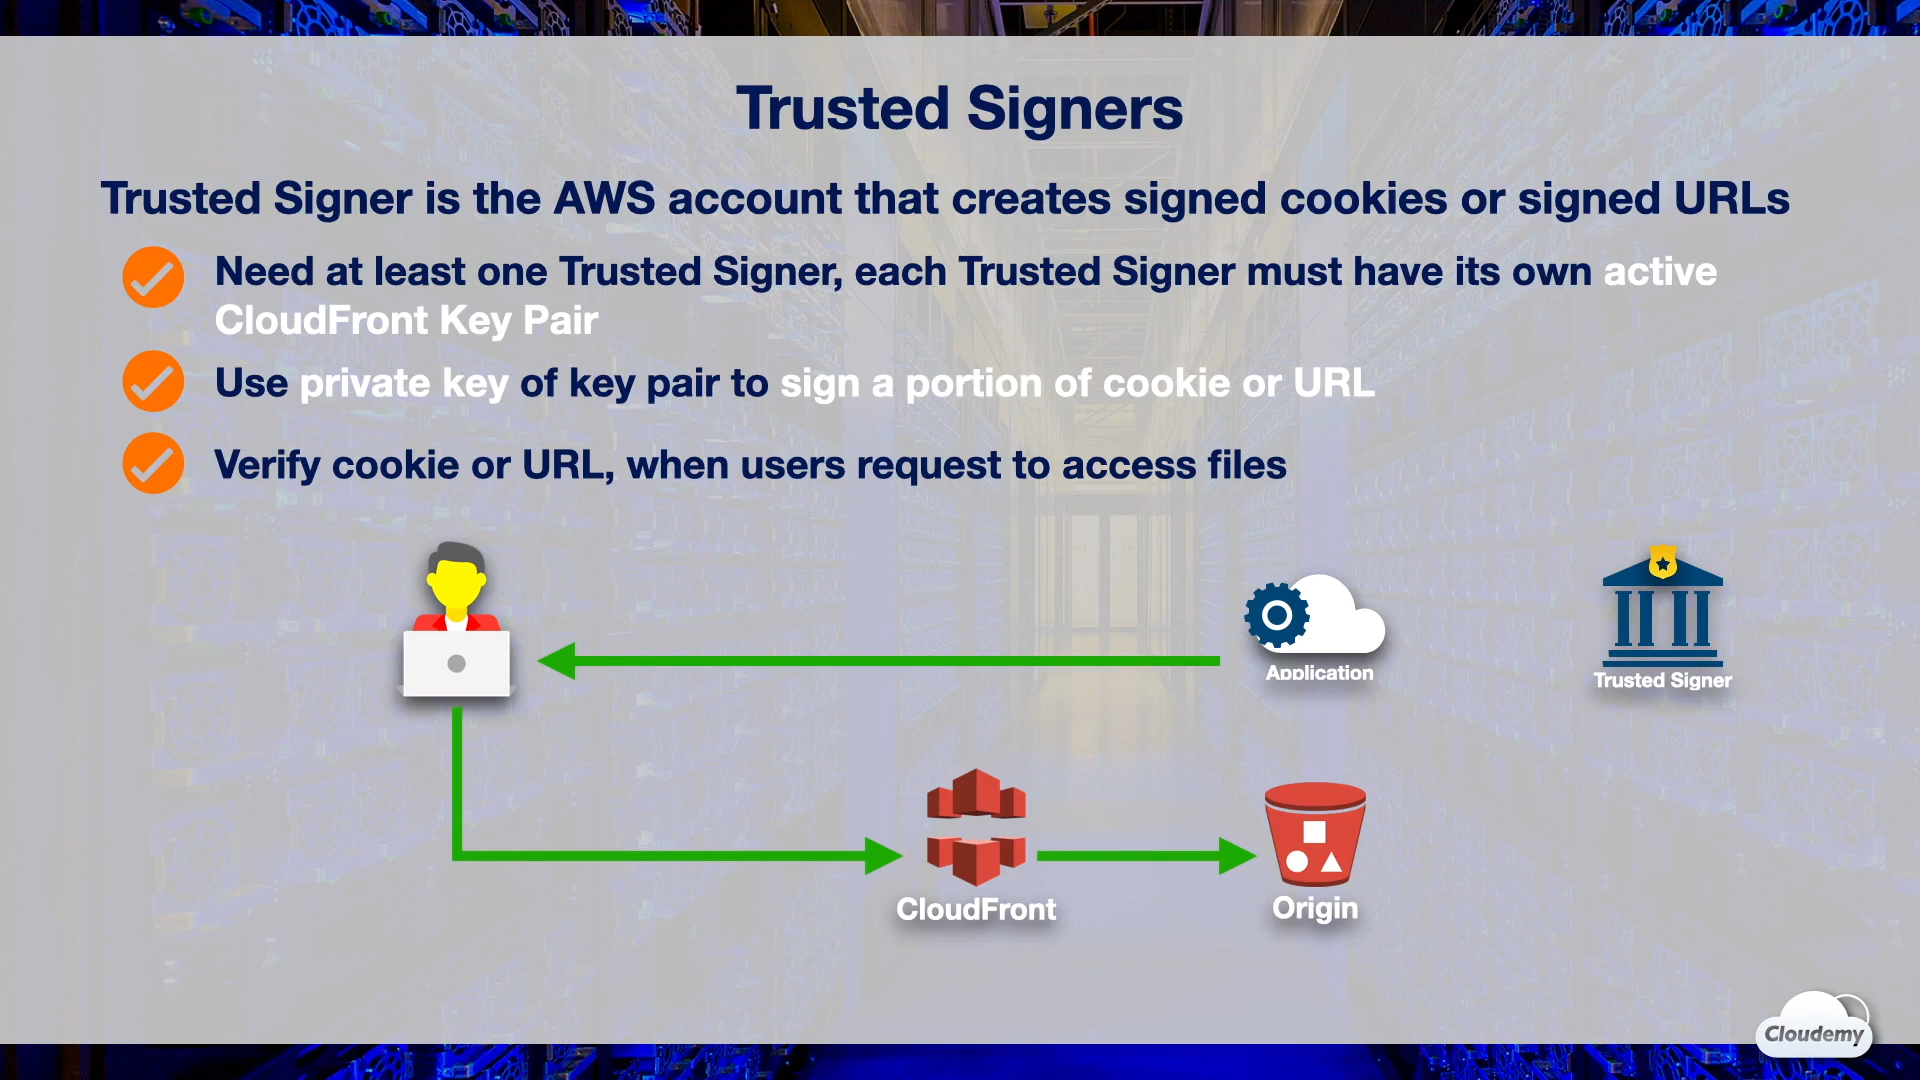 Trusted Signers
Trusted Signer is the AWS account that creates signed cookies or signed URLs
Need at least one Trusted Signer, each Trusted Signer must have its own active
CloudFront Key Pair
Use private key of key pair to sign a portion of cookie or URL
Verify cookie or URL, when users request to access files
Application
Trusted Signer
CloudFront
Origin
Cloudemy